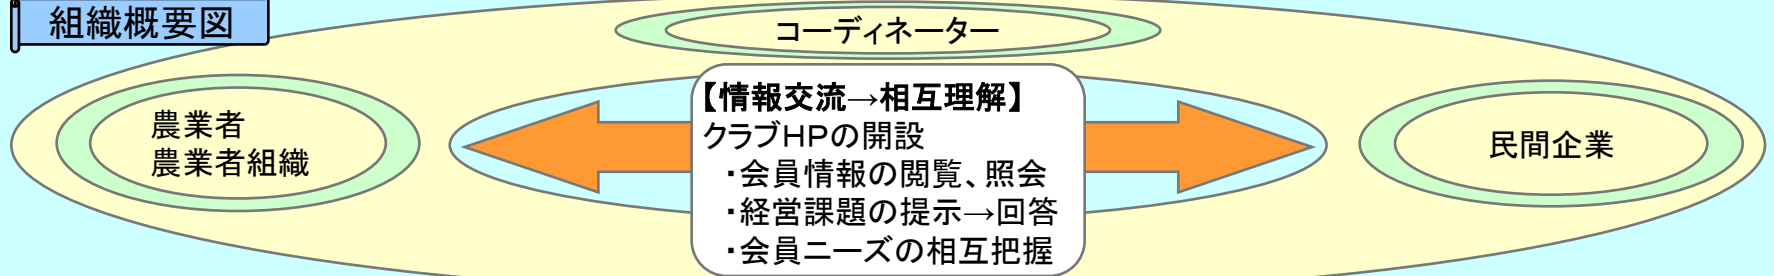 組織概要図
コーディネーター
農業者
農業者組織
【情報交流→相互理解】
クラブHPの開設
・会員情報の閲覧、照会
・経営課題の提示→回答
・会員ニーズの相互把握
民間企業